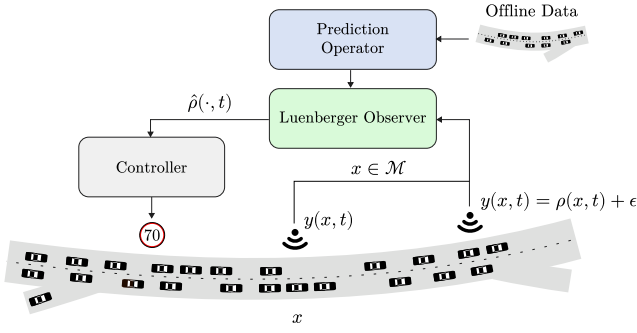 Offline Data
Prediction
Operator
Luenberger Observer
ρ̂(·, t)
Controller
x ∈ ℳ
y(x, t) = ρ(x, t) + ϵ
y(x, t)
70
x